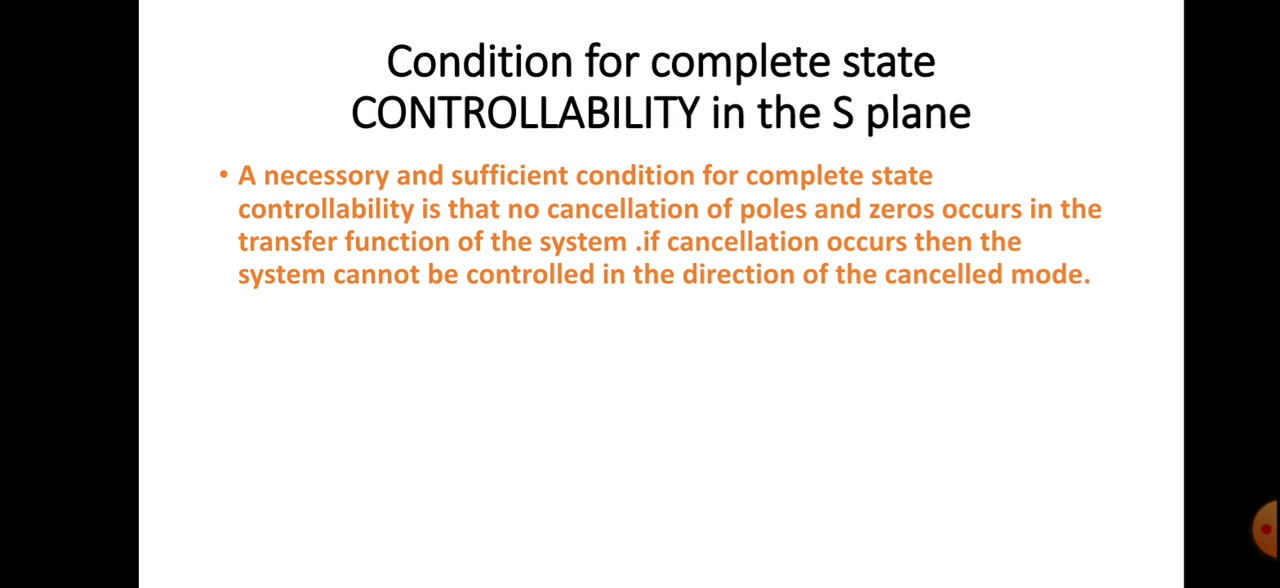 Condition for complete state
CONTROLLABILITY in the S plane
• A necessory and sufficient condition for complete state
controllability is that no cancellation of poles and zeros occurs in the
transfer function of the system .if cancellation occurs then the
system cannot be controlled in the direction of the cancelled mode.